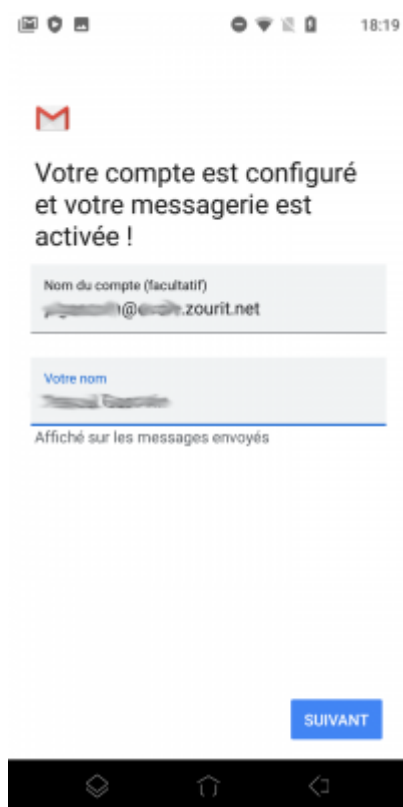 18:19
Votre compte est configuré
et votre messagerie est
activée !
Nom du compte (facultatif)
.zourit.net
Votre nom
Affiché sur les messages envoyés
SUIVANT